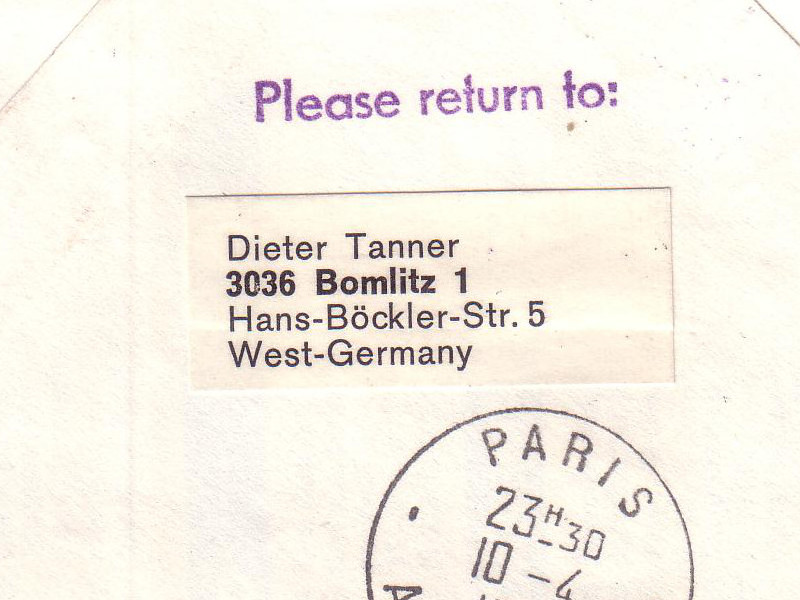 Please return to:
Dieter Tanner
3036 Bomlitz 1
Hans-Böckler-Str. 5
West-Germany
PARIS
23H30
10-4